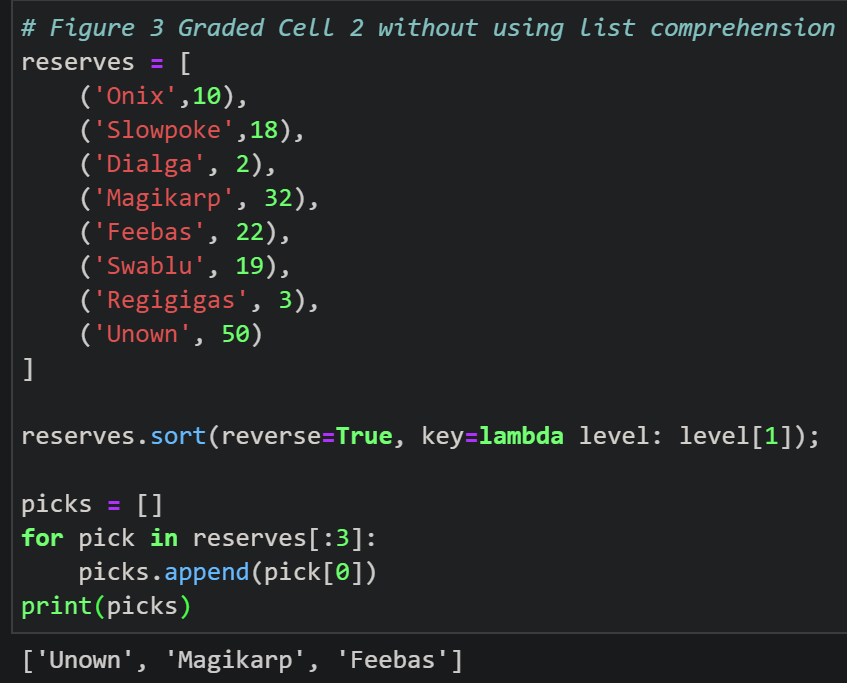 # Figure 3 Graded Cell 2 without using list comprehension
reserves = [
    ('Onix',10),
    ('Slowpoke',18),
    ('Dialga', 2),
    ('Magikarp', 32),
    ('Feebas', 22),
    ('Swablu', 19),
    ('Regigigas', 3),
    ('Unown', 50)
]

reserves.sort(reverse=True, key=lambda level: level[1]);

picks = []
for pick in reserves[:3]:
    picks.append(pick[0])
print(picks)
['Unown', 'Magikarp', 'Feebas']